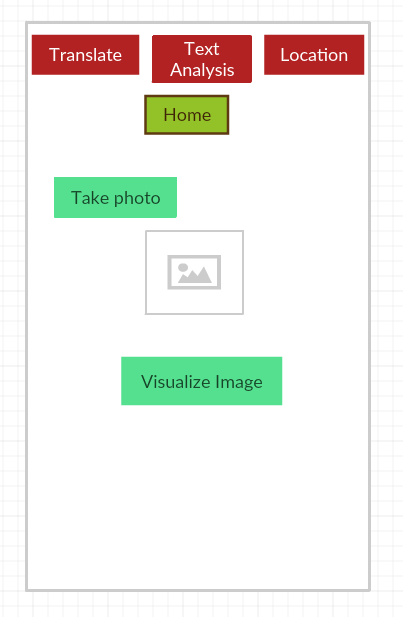 Translate
Text
Analysis
Location
Home
Take photo
Visualize Image